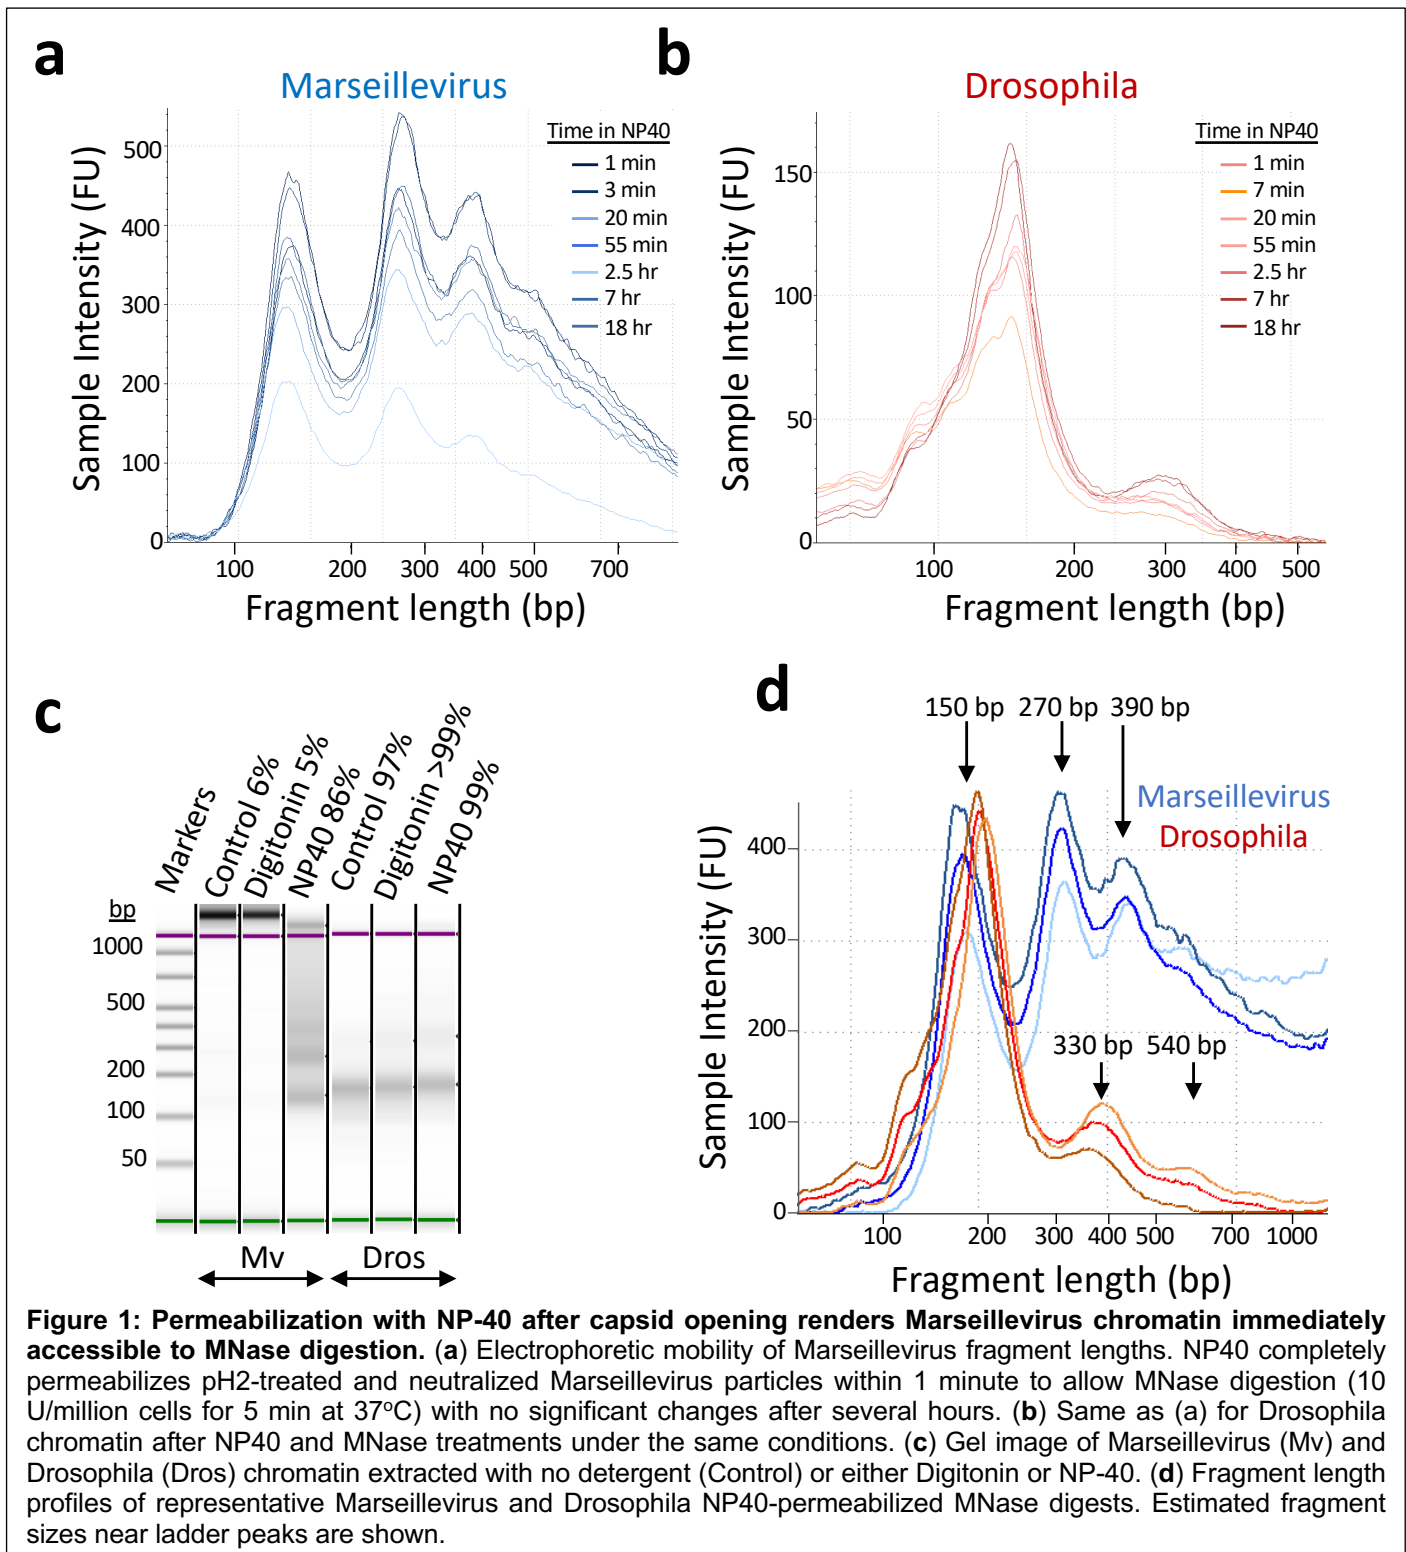 a
Marseillevirus
Sample Intensity (FU)
500
400
300
200
100
0
Time in NP40
1 min
3 min
20 min
55 min
2.5 hr
7 hr
18 hr
100 200 300 400 500 700
Fragment length (bp)
b
Drosophila
Sample Intensity (FU)
150
100
50
0
Time in NP40
1 min
7 min
20 min
55 min
2.5 hr
7 hr
18 hr
100 200 300 400 500
Fragment length (bp)
c
Markers
Control 6%
Digitonin 5%
NP40 86%
Control 97%
Digitonin >99%
NP40 99%
bp
1000
500
200
100
50
Mv Dros
d
150 bp 270 bp 390 bp
Marseillevirus
Drosophila
330 bp 540 bp
Sample Intensity (FU)
400
300
200
100
0
100 200 300 400 500 700 1000
Fragment length (bp)
Figure 1: Permeabilization with NP-40 after capsid opening renders Marseillevirus chromatin immediately
accessible to MNase digestion. (a) Electrophoretic mobility of Marseillevirus fragment lengths. NP40 completely
permeabilizes pH2-treated and neutralized Marseillevirus particles within 1 minute to allow MNase digestion (10
U/million cells for 5 min at 37°C) with no significant changes after several hours. (b) Same as (a) for Drosophila
chromatin after NP40 and MNase treatments under the same conditions. (c) Gel image of Marseillevirus (Mv) and
Drosophila (Dros) chromatin extracted with no detergent (Control) or either Digitonin or NP-40. (d) Fragment length
profiles of representative Marseillevirus and Drosophila NP40-permeabilized MNase digests. Estimated fragment
sizes near ladder peaks are shown.